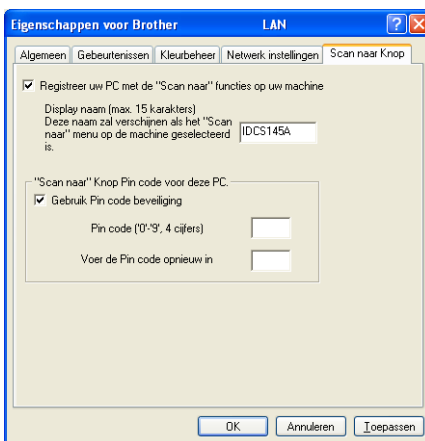 Eigenschappen voor Brother LAN
Algemeen Gebeurtenissen Kleurbeheer Netwerk instellingen Scan naar Knop
Registreer uw PC met de "Scan naar" functies op uw machine
Display naam (max. 15 karakters)
Deze naam zal verschijnen als het "Scan
naar" menu op de machine geselecteerd
is.
IDCS145A
"Scan naar" Knop Pin code voor deze PC.
Gebruik Pin code beveiliging
Pin code ('0'-'9', 4 cijfers)
Voer de Pin code opnieuw in
OK Annuleren Toepassen